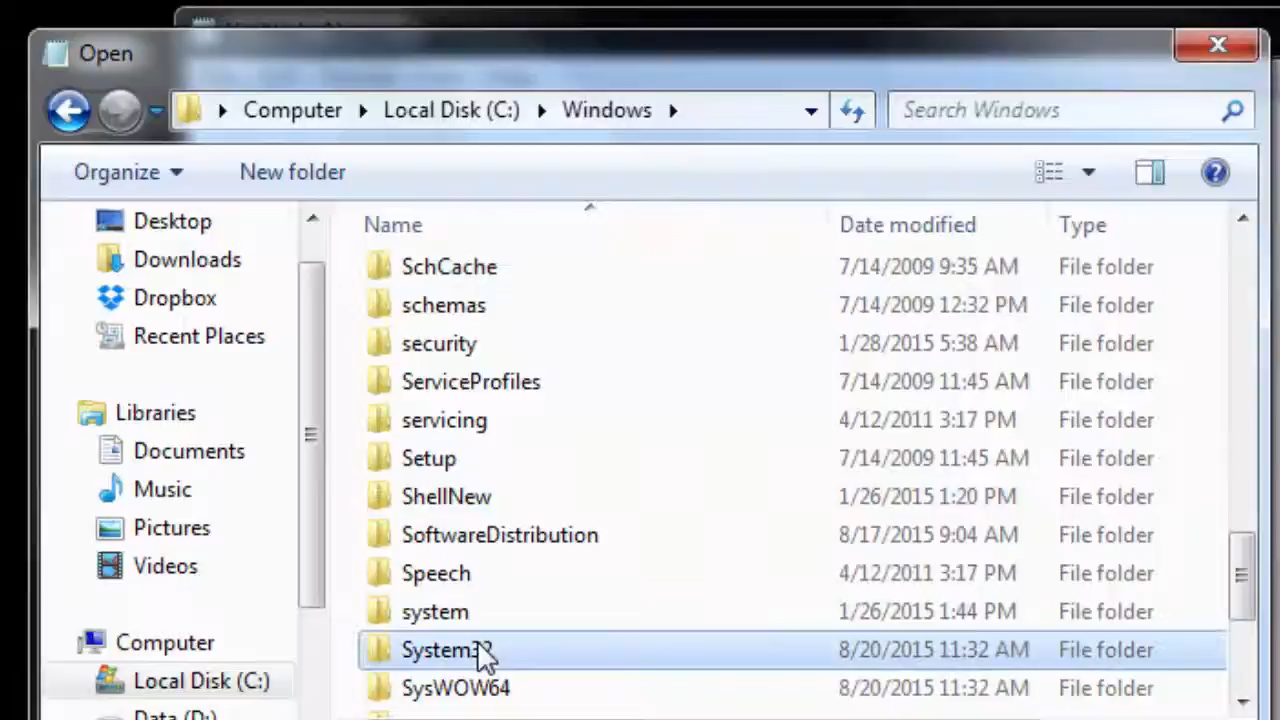 Open
Computer Local Disk (C:) Windows Search Windows
Organize New folder
Name Date modified Type
Desktop
Downloads
Dropbox
Recent Places
Libraries
Documents
Music
Pictures
Videos
Computer
Local Disk (C:)
Data (D:)
SchCache 7/14/2009 9:35 AM File folder
schemas 7/14/2009 12:32 PM File folder
security 1/28/2015 5:38 AM File folder
ServiceProfiles 7/14/2009 11:45 AM File folder
servicing 4/12/2011 3:17 PM File folder
Setup 7/14/2009 11:45 AM File folder
ShellNew 1/26/2015 1:20 PM File folder
SoftwareDistribution 8/17/2015 9:04 AM File folder
Speech 4/12/2011 3:17 PM File folder
system 1/26/2015 1:44 PM File folder
System32 8/20/2015 11:32 AM File folder
SysWOW64 8/20/2015 11:32 AM File folder